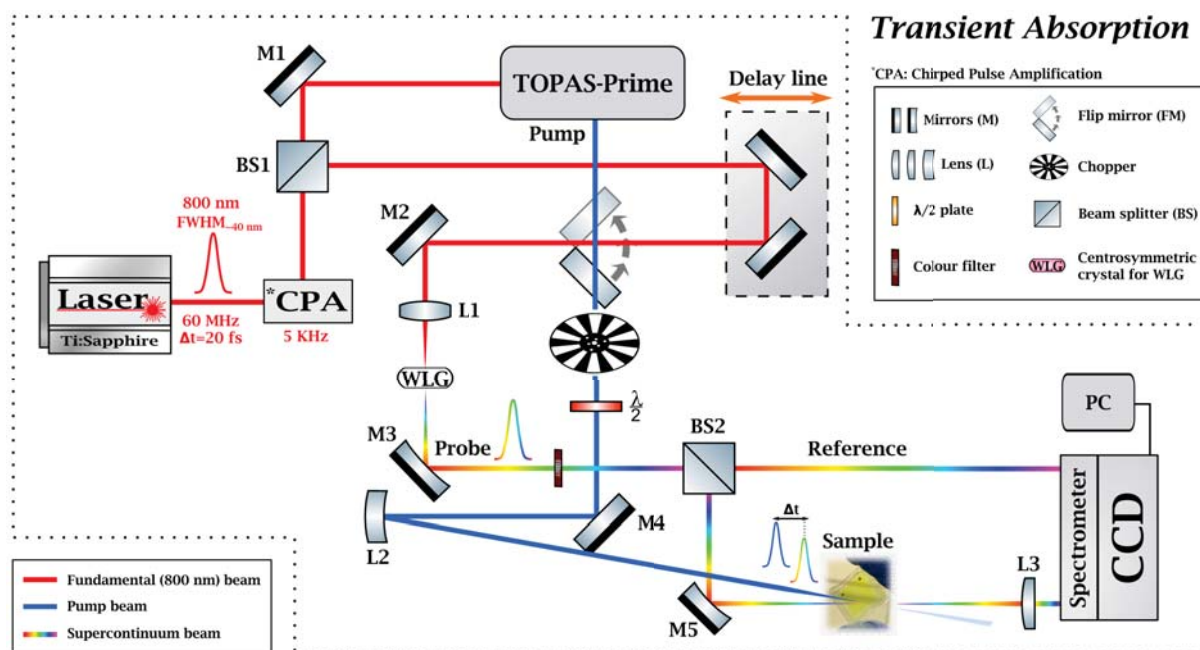 Transient Absorption
*CPA: Chirped Pulse Amplification
Mirrors (M)
Flip mirror (FM)
Lens (L)
Chopper
λ/2 plate
Beam splitter (BS)
Colour filter
WLG
Centrosymmetric
crystal for WLG
M1
TOPAS-Prime
Delay line
Pump
BS1
800 nm
FWHM~40 nm
M2
Laser
Ti:Sapphire
*CPA
60 MHz
Δt=20 fs
5 KHz
L1
WLG
λ/2
PC
M3
Probe
BS2
Reference
L2
M4
Δt
Sample
M5
L3
Spectrometer
CCD
Fundamental (800 nm) beam
Pump beam
Supercontinuum beam